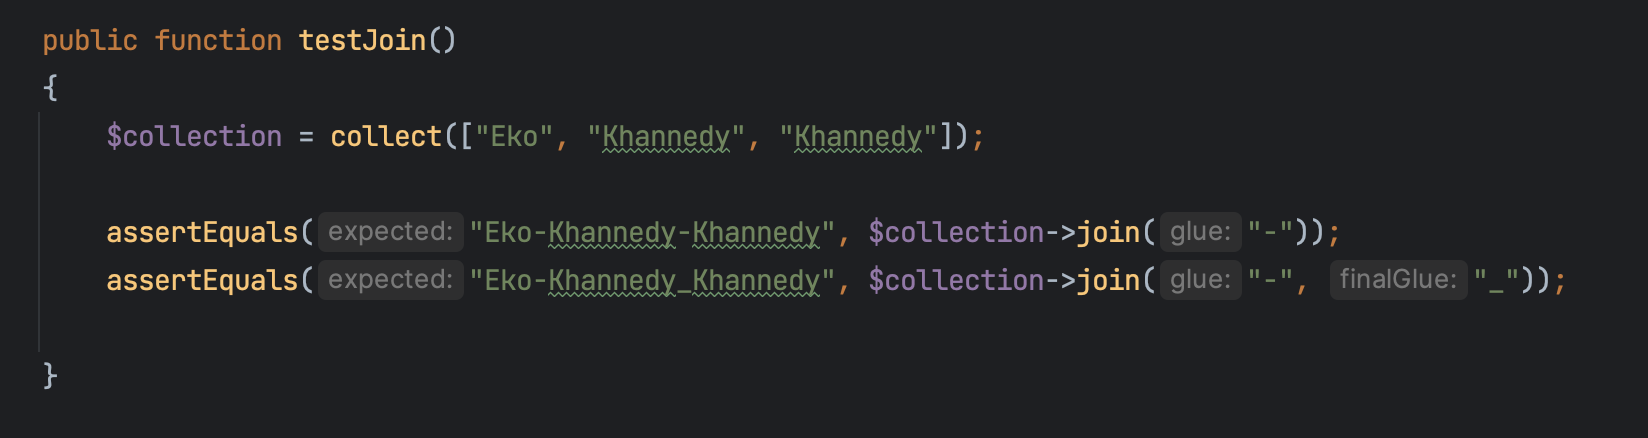 public function testJoin()
{
$collection = collect(["Eko", "Khannedy", "Khannedy"]);
assertEquals( expected: "Eko-Khannedy-Khannedy", $collection->join( glue: "-"));
assertEquals( expected: "Eko-Khannedy_Khannedy", $collection->join( glue: "-", finalGlue: "_"));
}